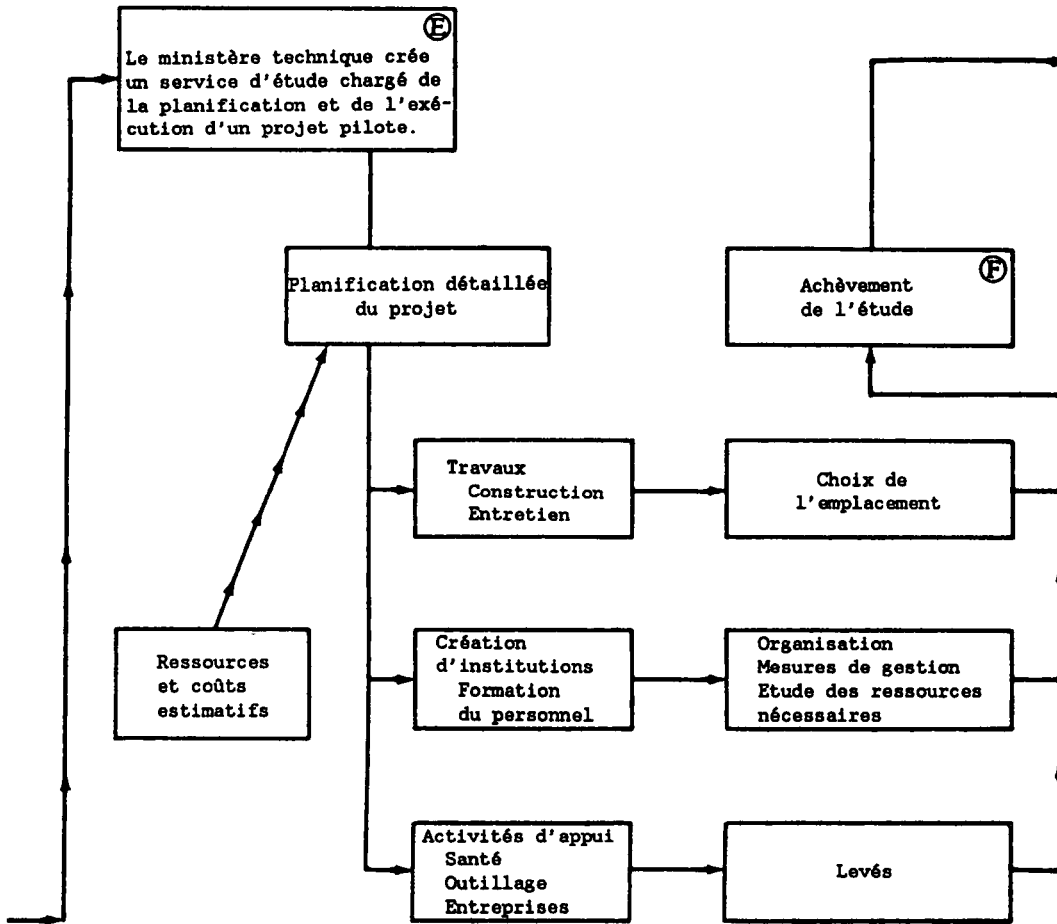 Ⓔ
Le ministère technique crée
un service d'étude chargé de
la planification et de l'exé-
cution d'un projet pilote.
Planification détaillée
du projet
Ⓕ
Achèvement
de l'étude
Travaux
Construction
Entretien
Choix de
l'emplacement
Ressources
et coûts
estimatifs
Création
d'institutions
Formation
du personnel
Organisation
Mesures de gestion
Etude des ressources
nécessaires
Activités d'appui
Santé
Outillage
Entreprises
Levés